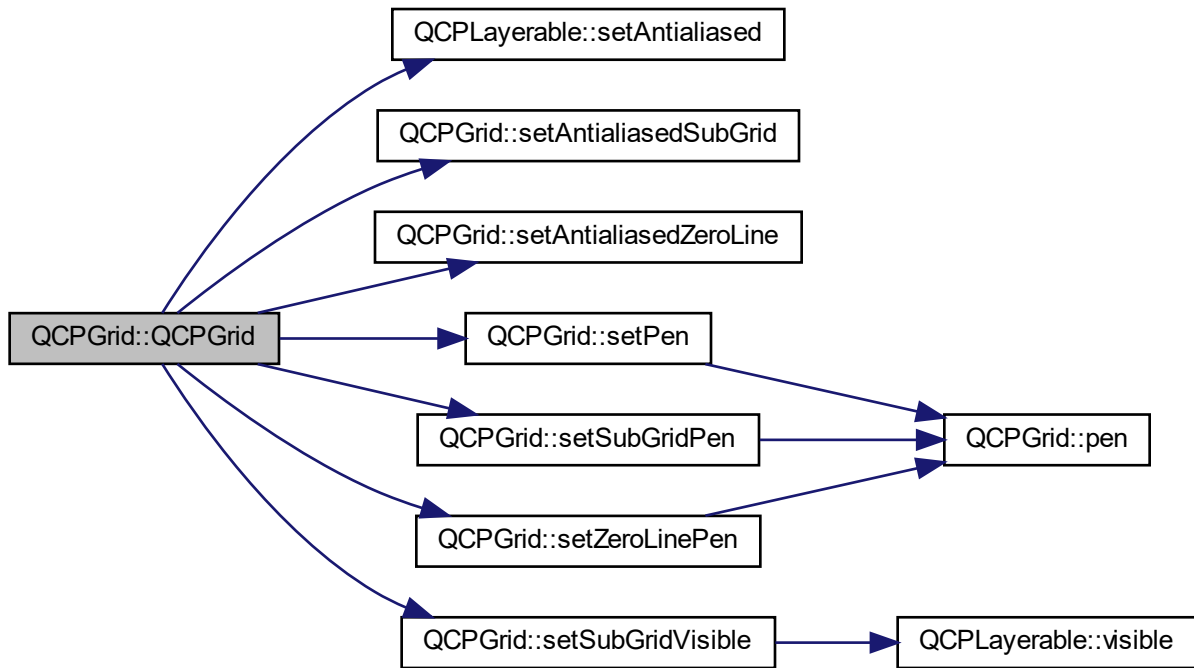 QCPLayerable::setAntialiased
QCPGrid::setAntialiasedSubGrid
QCPGrid::setAntialiasedZeroLine
QCPGrid::QCPGrid
QCPGrid::setPen
QCPGrid::setSubGridPen
QCPGrid::pen
QCPGrid::setZeroLinePen
QCPGrid::setSubGridVisible
QCPLayerable::visible